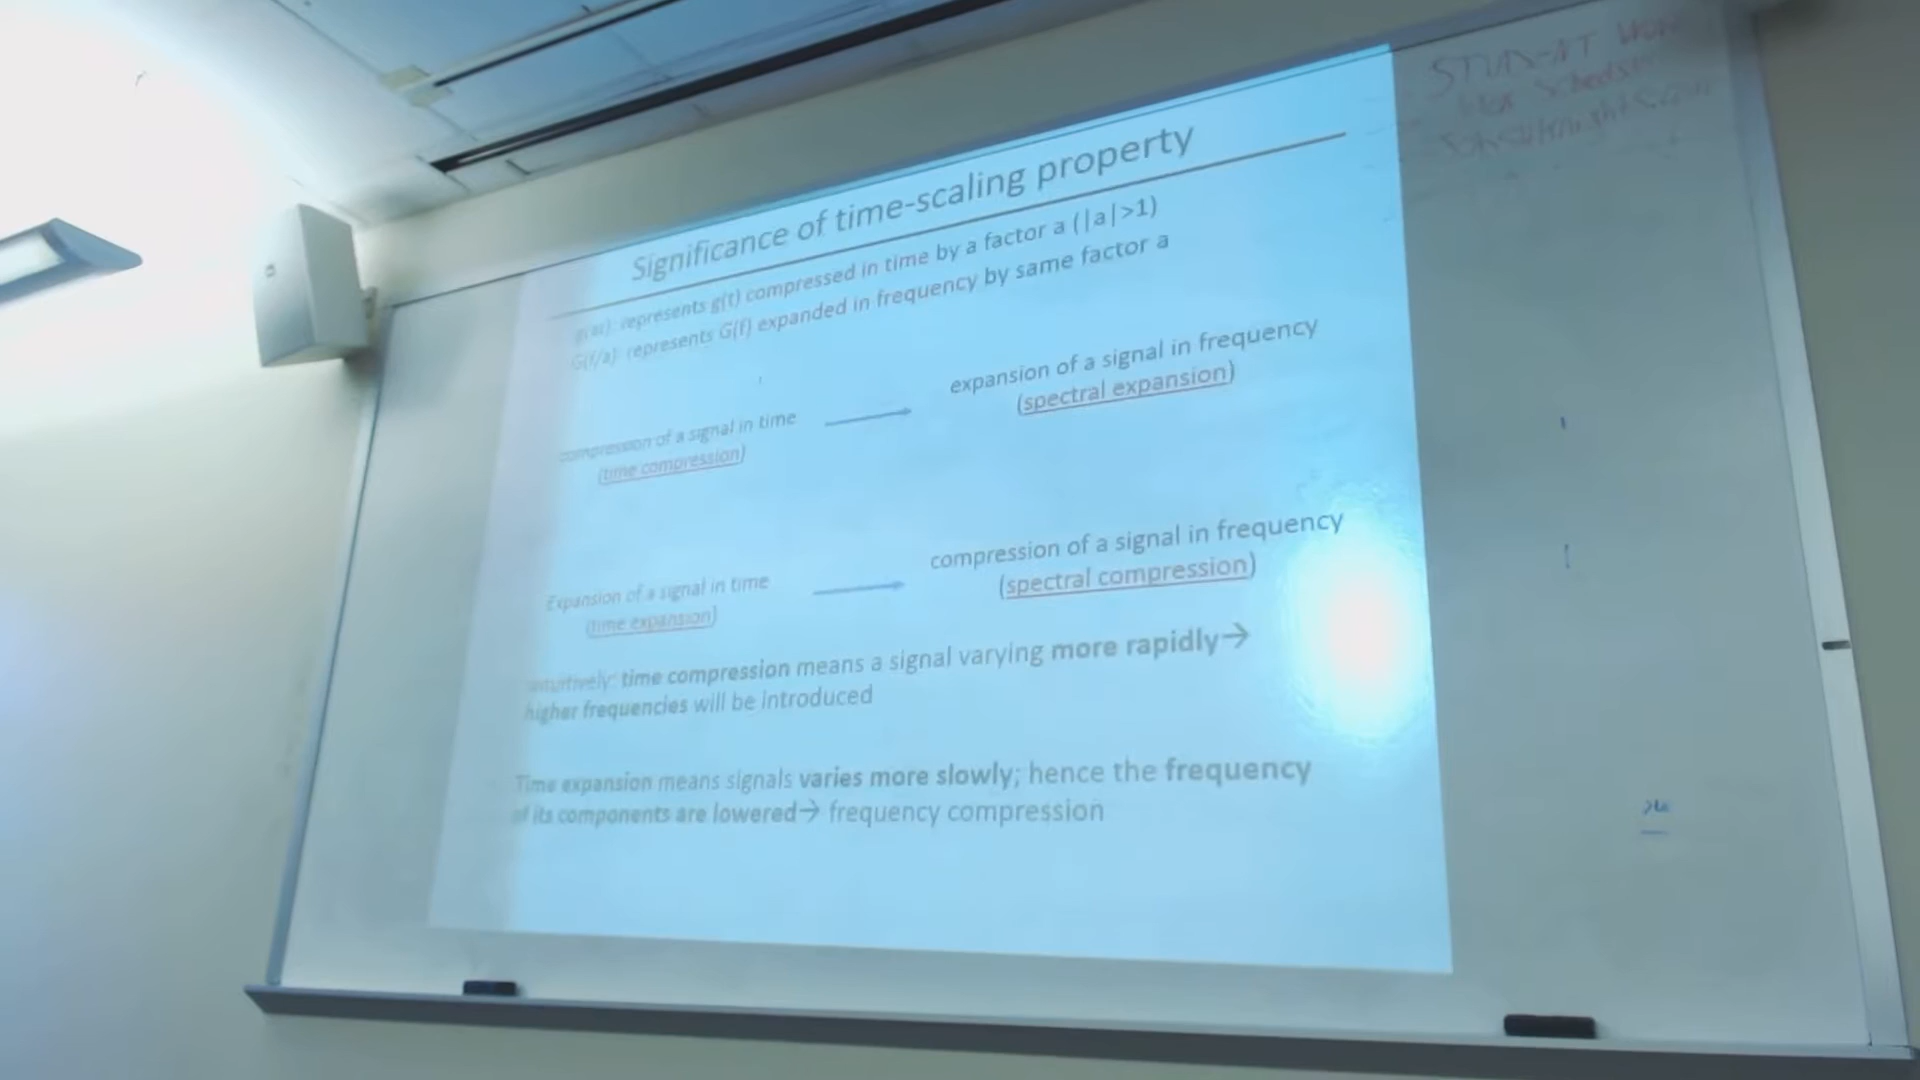 Significance of time-scaling property
g(at): represents g(t) compressed in time by a factor a (|a|>1)
G(f/a): represents G(f) expanded in frequency by same factor a
compression of a signal in time
(time compression)
expansion of a signal in frequency
(spectral expansion)
Expansion of a signal in time
(time expansion)
compression of a signal in frequency
(spectral compression)
Intuitively: time compression means a signal varying more rapidly→
higher frequencies will be introduced
Time expansion means signals varies more slowly; hence the frequency
of its components are lowered→ frequency compression
STUDENT